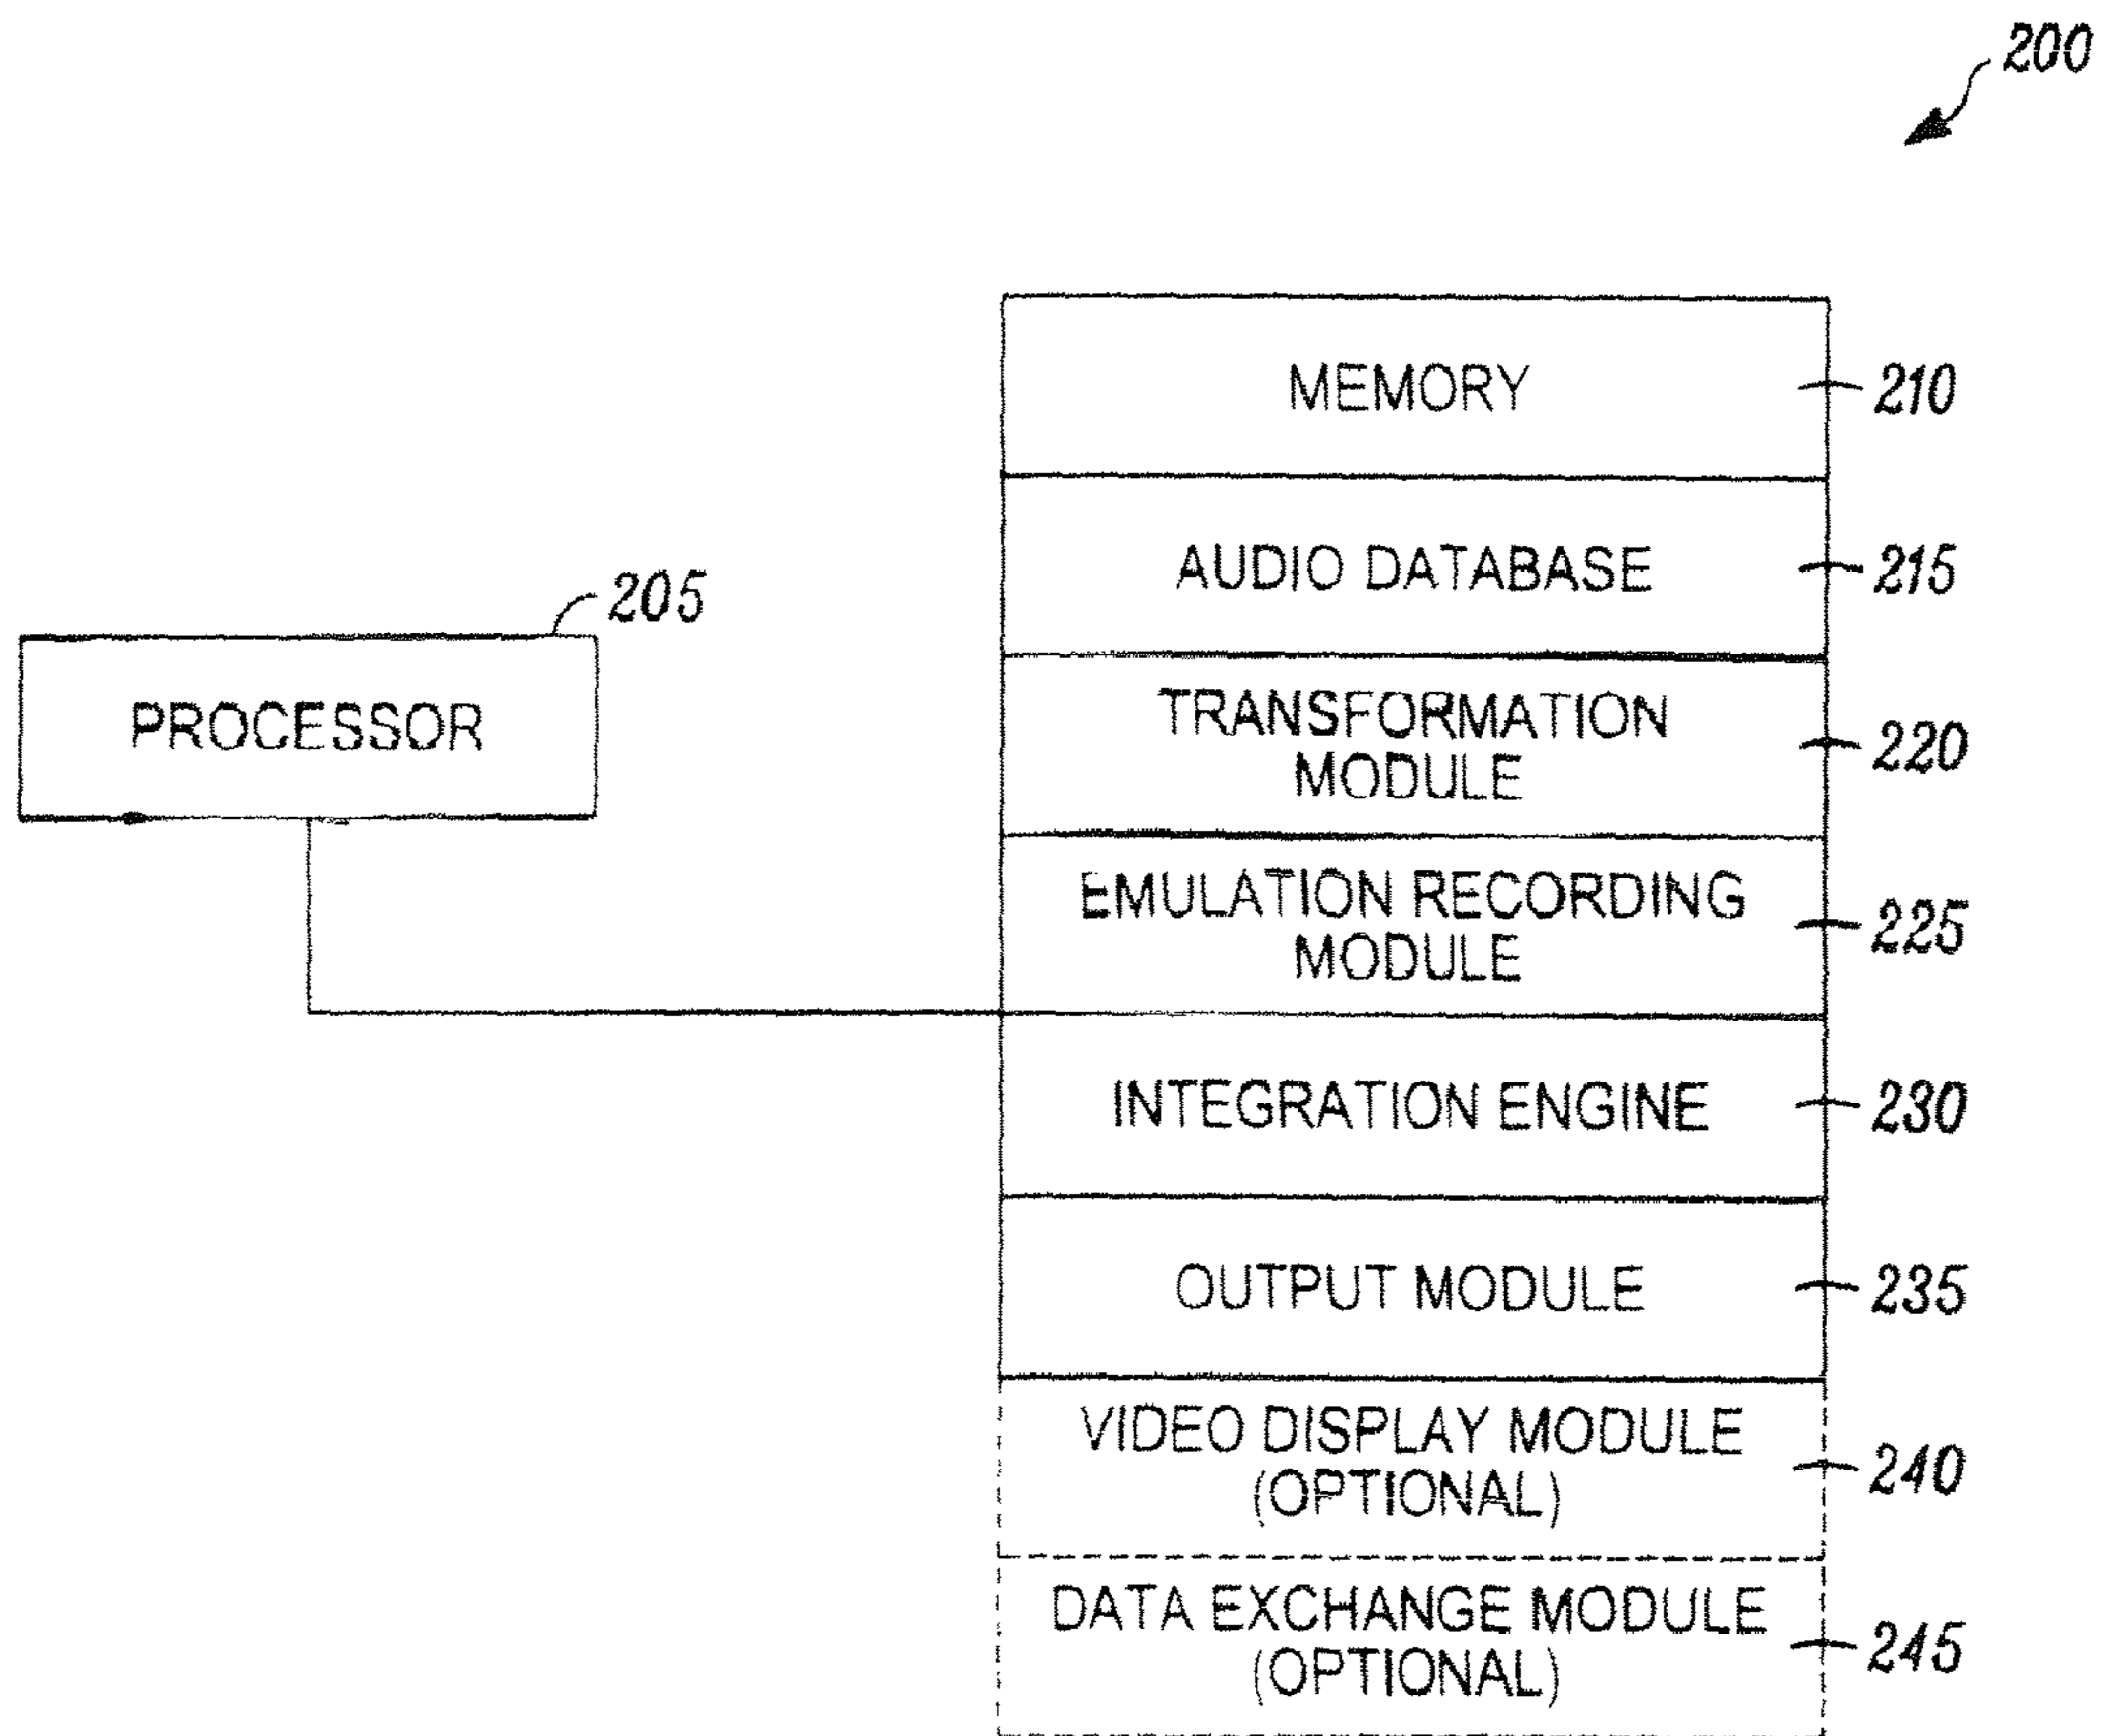 200
MEMORY
210
AUDIO DATABASE
215
205
PROCESSOR
TRANSFORMATION
MODULE
220
EMULATION RECORDING
MODULE
225
INTEGRATION ENGINE
230
OUTPUT MODULE
235
VIDEO DISPLAY MODULE
(OPTIONAL)
240
DATA EXCHANGE MODULE
(OPTIONAL)
245